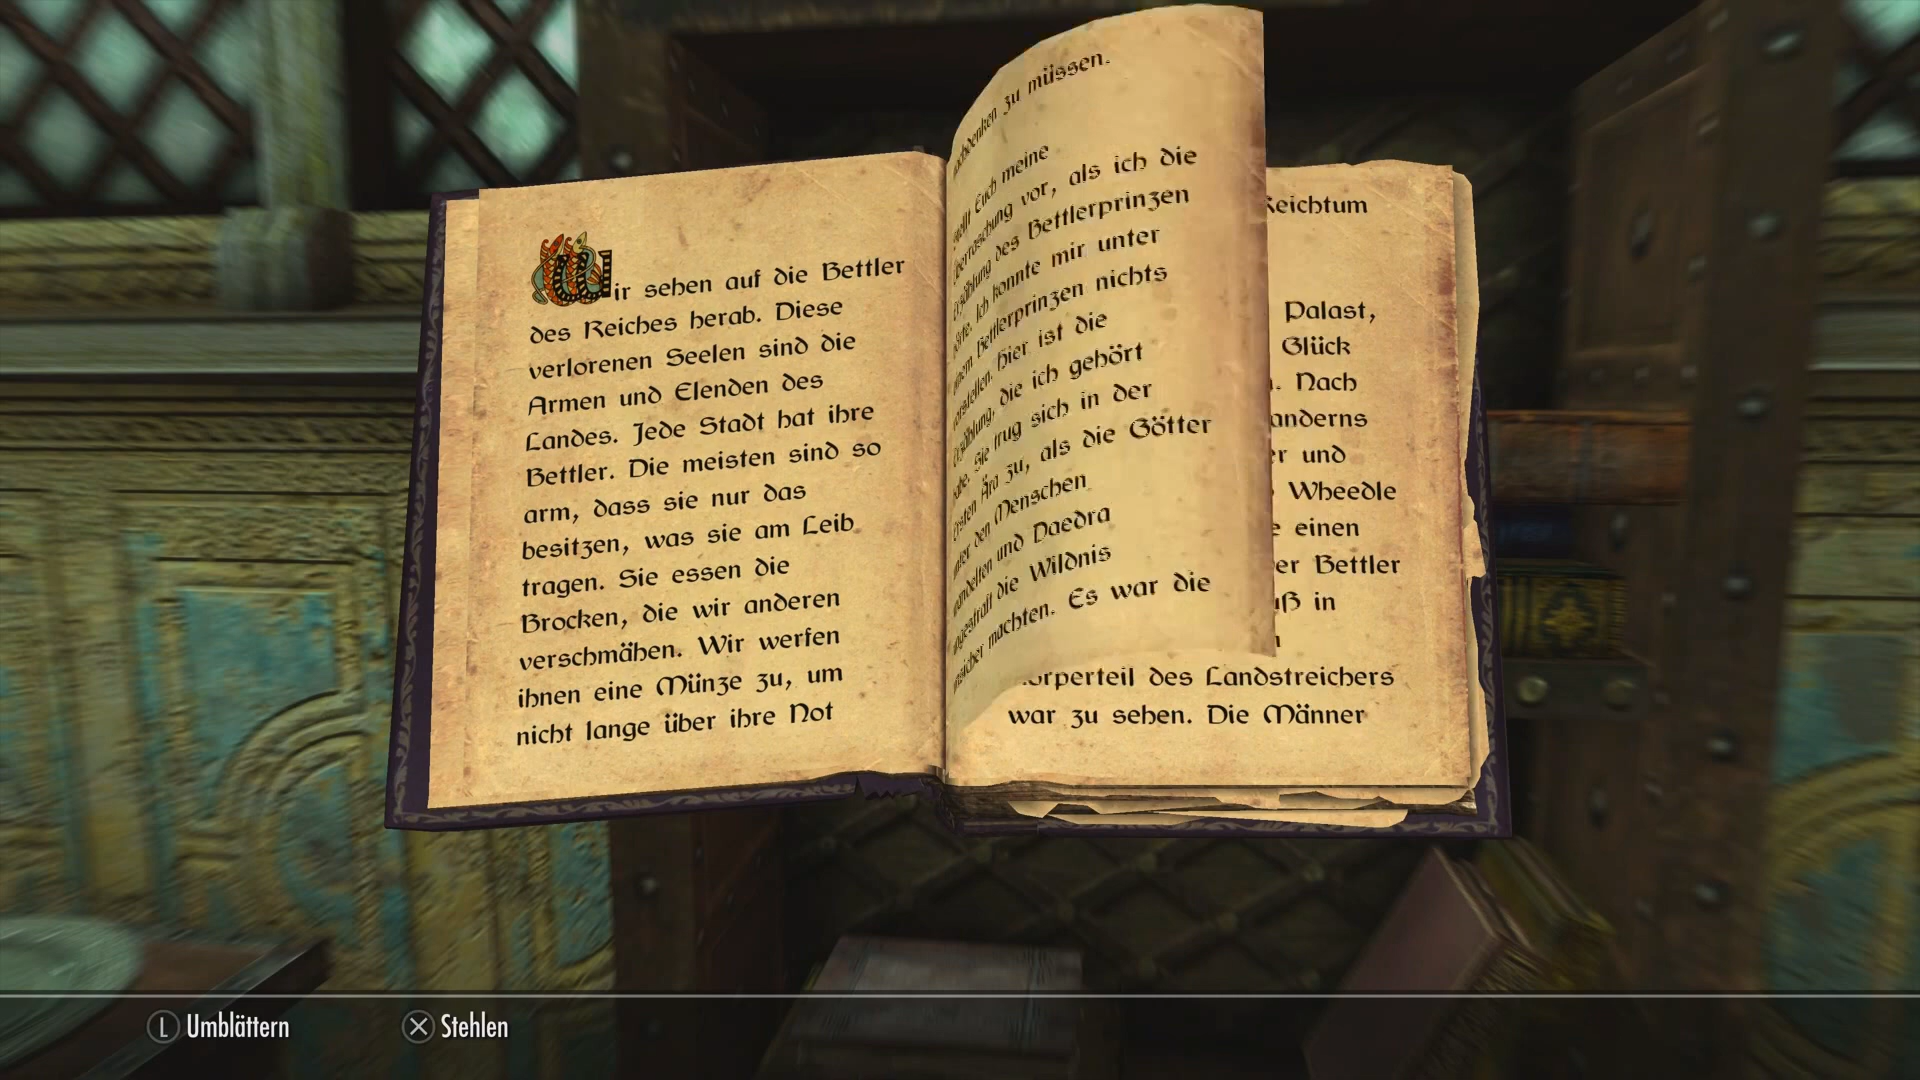 Wir sehen auf die Bettler
des Reiches herab. Diese
verlorenen Seelen sind die
Armen und Elenden des
Landes. Jede Stadt hat ihre
Bettler. Die meisten sind so
arm, dass sie nur das
besitzen, was sie am Leib
tragen. Sie essen die
Brocken, die wir anderen
verschmähen. Wir werfen
ihnen eine Münze zu, um
nicht lange über ihre Not
nachdenken zu müssen.
Stellt Euch meine
Überraschung vor, als ich die
Erzählung des Bettlerprinzen
hörte. Ich konnte mir unter
einem Bettlerprinzen nichts
vorstellen. Hier ist die
Erzählung, die ich gehört
habe. Sie trug sich in der
Ersten Ära zu, als die Götter
unter den Menschen
wandelten und Daedra
ungestraft die Wildnis
unsicher machten. Es war die
Reichtum
Palast,
Glück
Nach
er und
Wheedle
einen
Bettler
in
des Landstreichers
war zu sehen. Die Männer
L Umblättern
X Stehlen